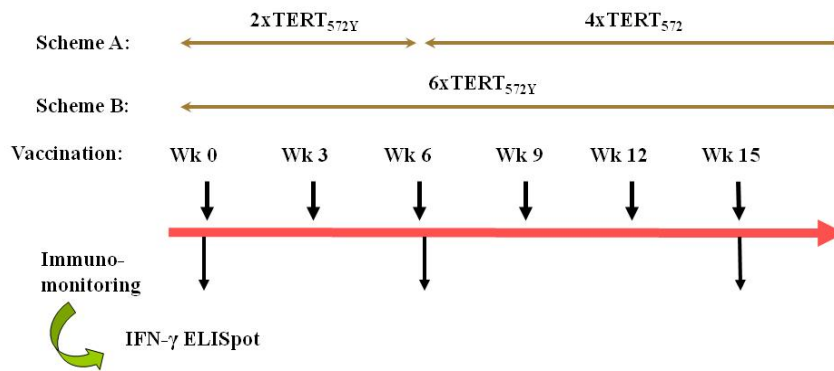 2xTERT572Y 4xTERT572
Scheme A:
6xTERT572Y
Scheme B:
Vaccination: Wk 0 Wk 3 Wk 6 Wk 9 Wk 12 Wk 15
Immuno-
monitoring
IFN-γ ELISpot